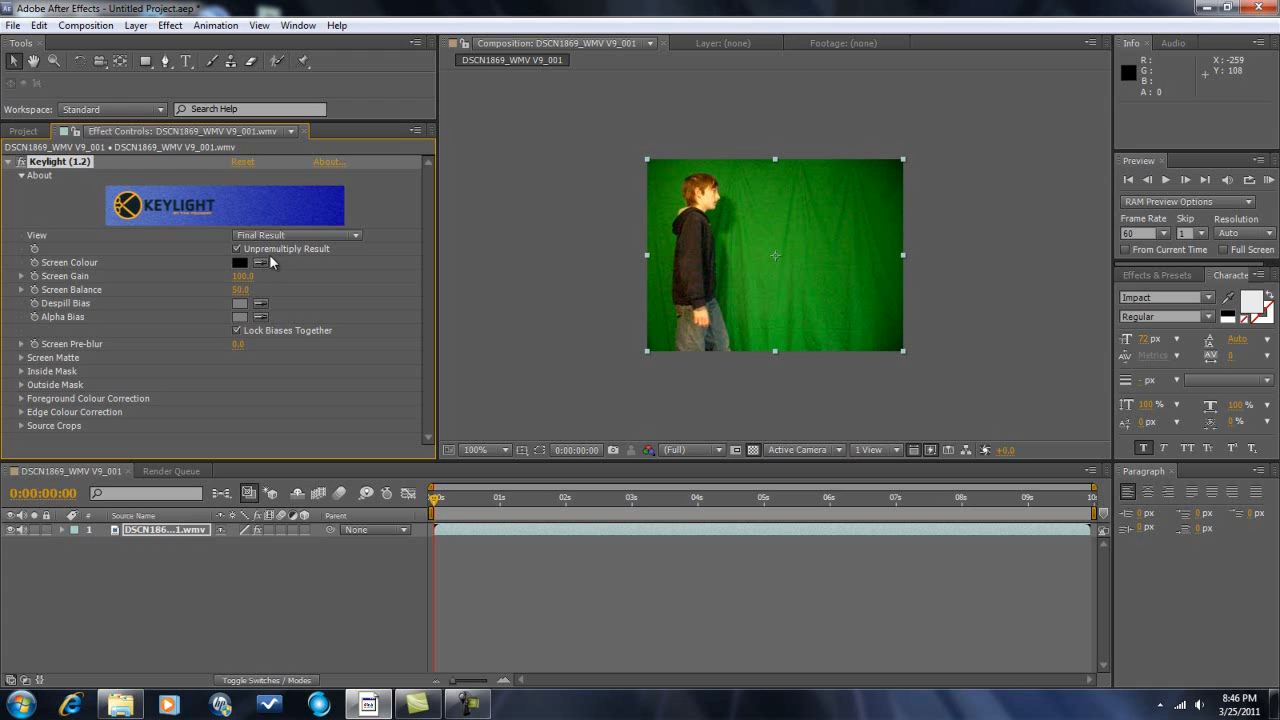 Adobe After Effects - Untitled Project.aep *
File Edit Composition Layer Effect Animation View Window Help
Tools
Workspace: Standard Search Help
Project Effect Controls: DSCN1869_WMV V9_001.wmv
DSCN1869_WMV V9_001 • DSCN1869_WMV V9_001.wmv
Keylight (1.2) Reset About...
About
KEYLIGHT
View Final Result
Unpremultiply Result
Screen Colour
Screen Gain 100.0
Screen Balance 50.0
Despill Bias
Alpha Bias
Lock Biases Together
Screen Pre-blur 0.0
Screen Matte
Inside Mask
Outside Mask
Foreground Colour Correction
Edge Colour Correction
Source Crops
Composition: DSCN1869_WMV V9_001 Layer: (none) Footage: (none)
DSCN1869_WMV V9_001
100% 0:00:00:00 (Full) Active Camera 1 View +0.0
Info Audio
R: X: -259
G: Y: 108
B:
A: 0
Preview
RAM Preview Options
Frame Rate Skip Resolution
60 1 Auto
From Current Time Full Screen
Effects & Presets Characte
Impact
Regular
72 px Auto
Metrics 0
- px
100 % 100 %
0 px 0 %
T T TT Tr T' T,
Paragraph
0 px 0 px 0 px
0 px 0 px
DSCN1869_WMV V9_001 Render Queue
0:00:00:00
# Source Name Parent
1 DSCN186...1.wmv None
00s 01s 02s 03s 04s 05s 06s 07s 08s 09s 10s
Toggle Switches / Modes
8:46 PM
3/25/2011